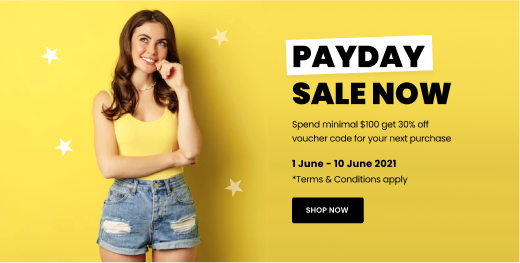 PAYDAY
SALE NOW
Spend minimal $100 get 30% off
voucher code for your next purchase
1 June - 10 June 2021
*Terms & Conditions apply
SHOP NOW